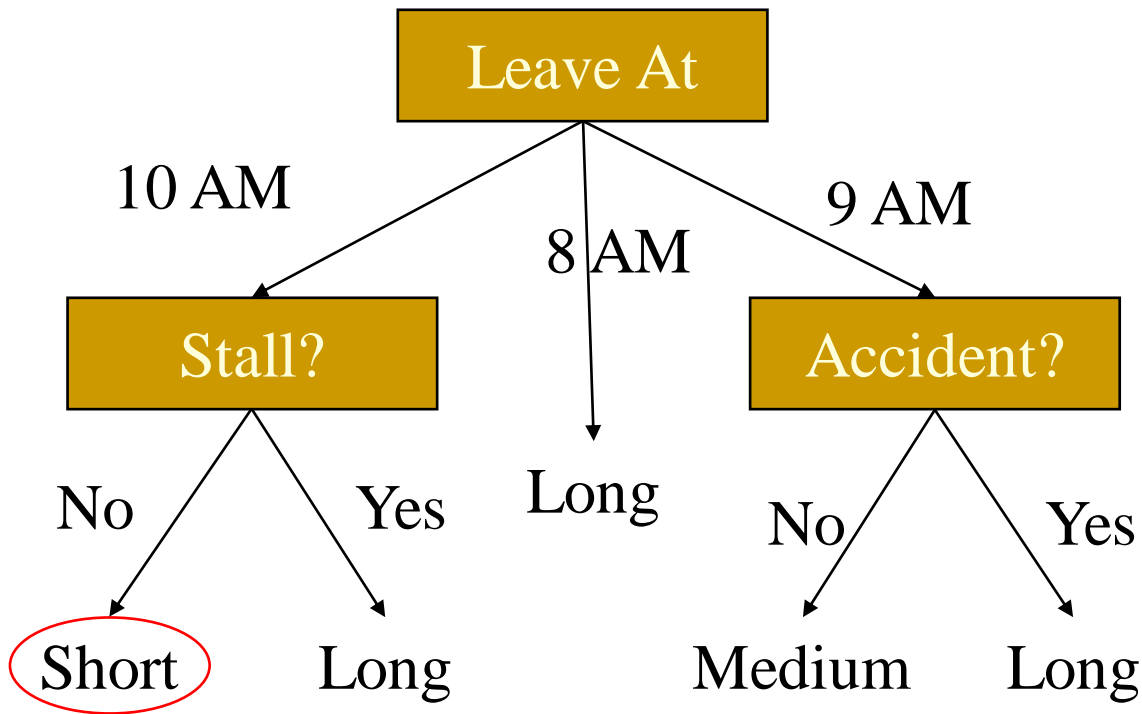 Leave At
10 AM
9 AM
8 AM
Stall?
Accident?
Long
No
Yes
No
Yes
Short
Long
Medium
Long